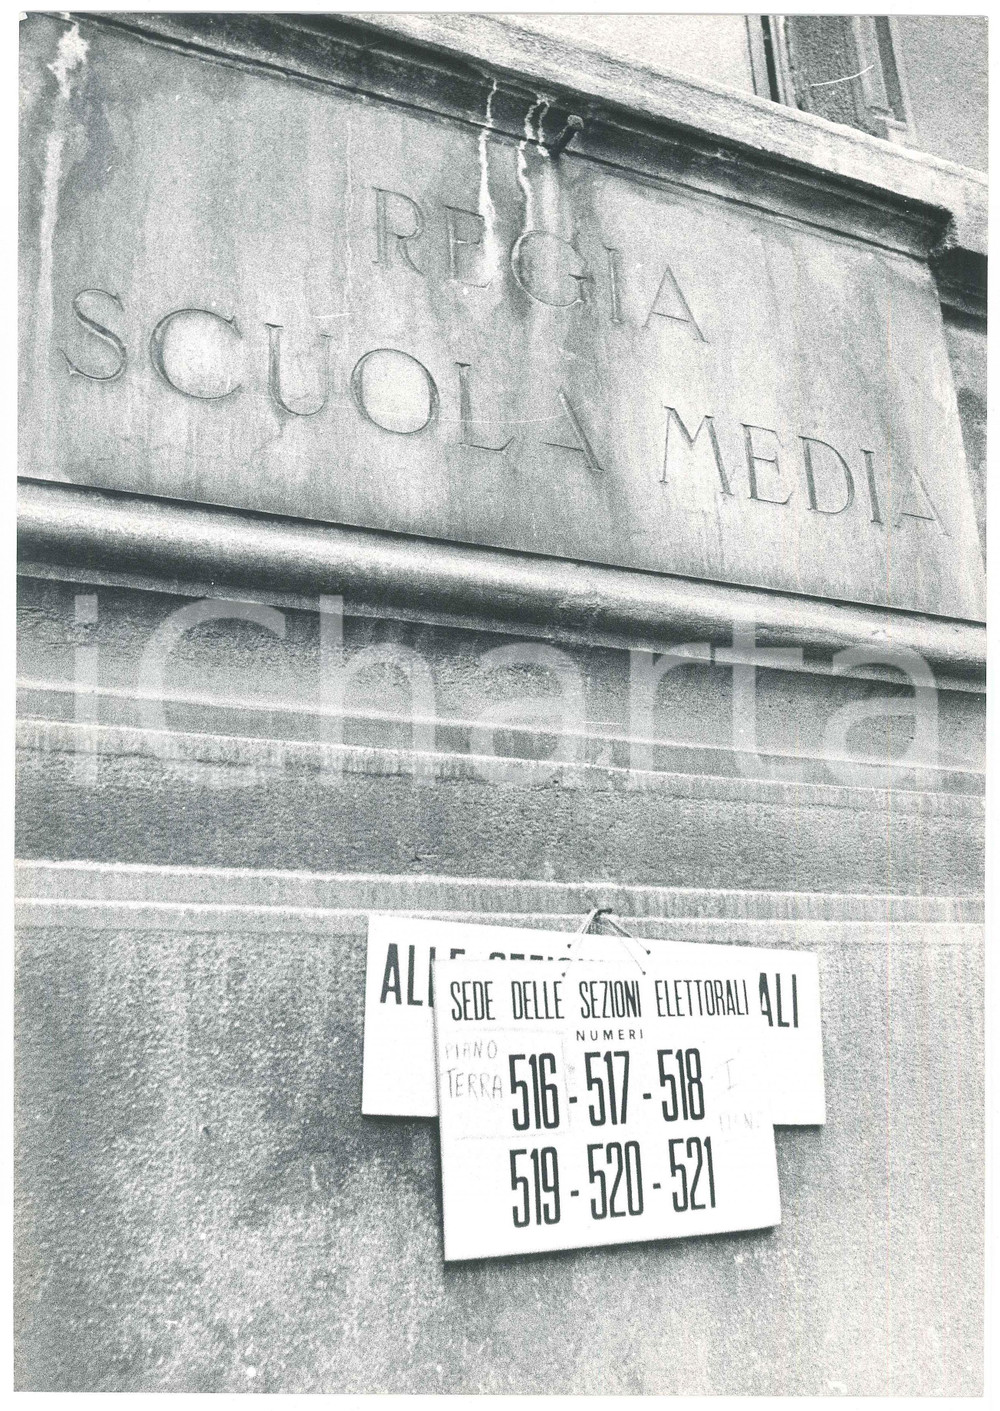 REGIA
SCUOLA MEDIA
iCharta
ALLE SEZIONI ALI
SEDE DELLE SEZIONI ELETTORALI
NUMERI
PIANO
TERRA
516 - 517 - 518
I
519 - 520 - 521